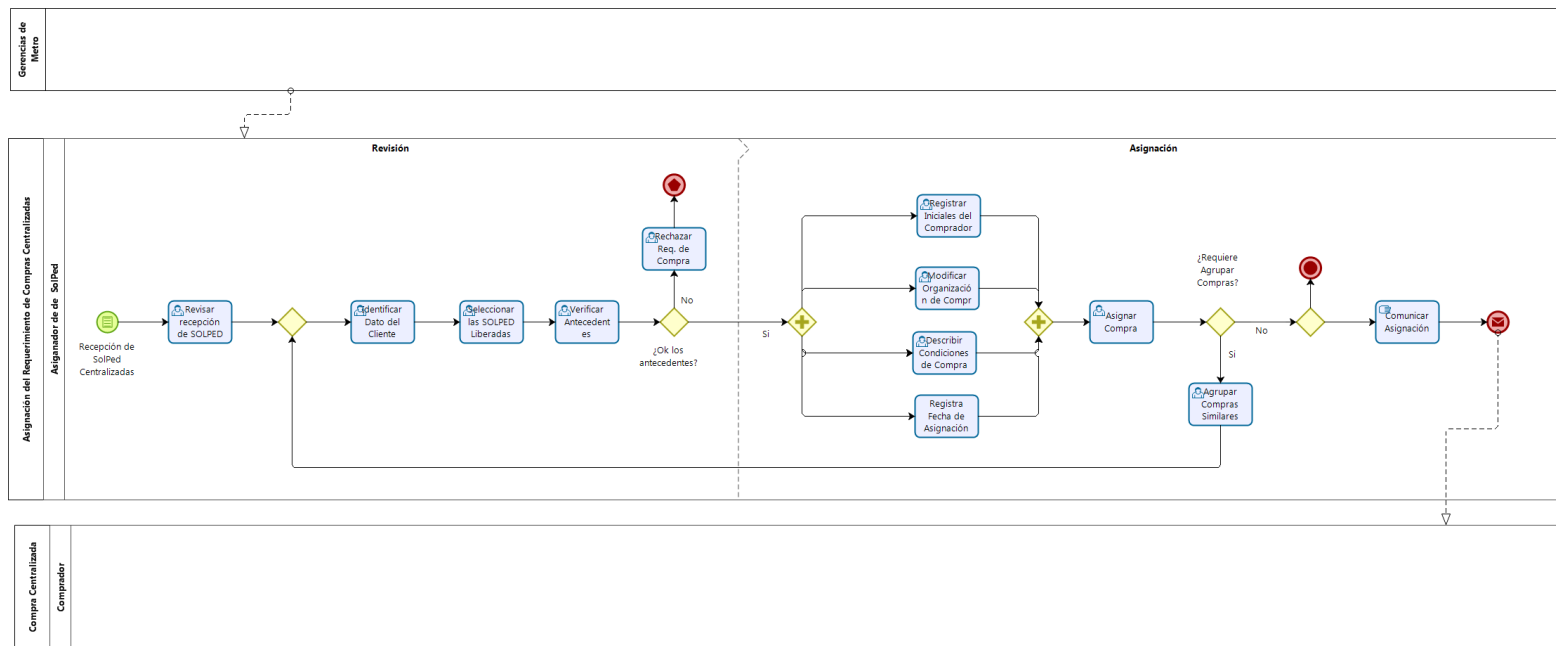 Gerencias de
Metro
Asignación del Requerimiento de Compras Centralizadas
Asiganador de de SolPed
Revisión
Asignación
Recepción de
SolPed
Centralizadas
Revisar
recepción
de SOLPED
Identificar
Dato del
Cliente
Seleccionar
las SOLPED
Liberadas
Verificar
Antecedent
es
Rechazar
Req. de
Compra
No
¿Ok los
antecedentes?
Si
Registrar
Iniciales del
Comprador
Modificar
Organizació
n de Compr
Describir
Condiciones
de Compra
Registra
Fecha de
Asignación
Asignar
Compra
¿Requiere
Agrupar
Compras?
No
Si
Agrupar
Compras
Similares
Comunicar
Asignación
Compra Centralizada
Comprador